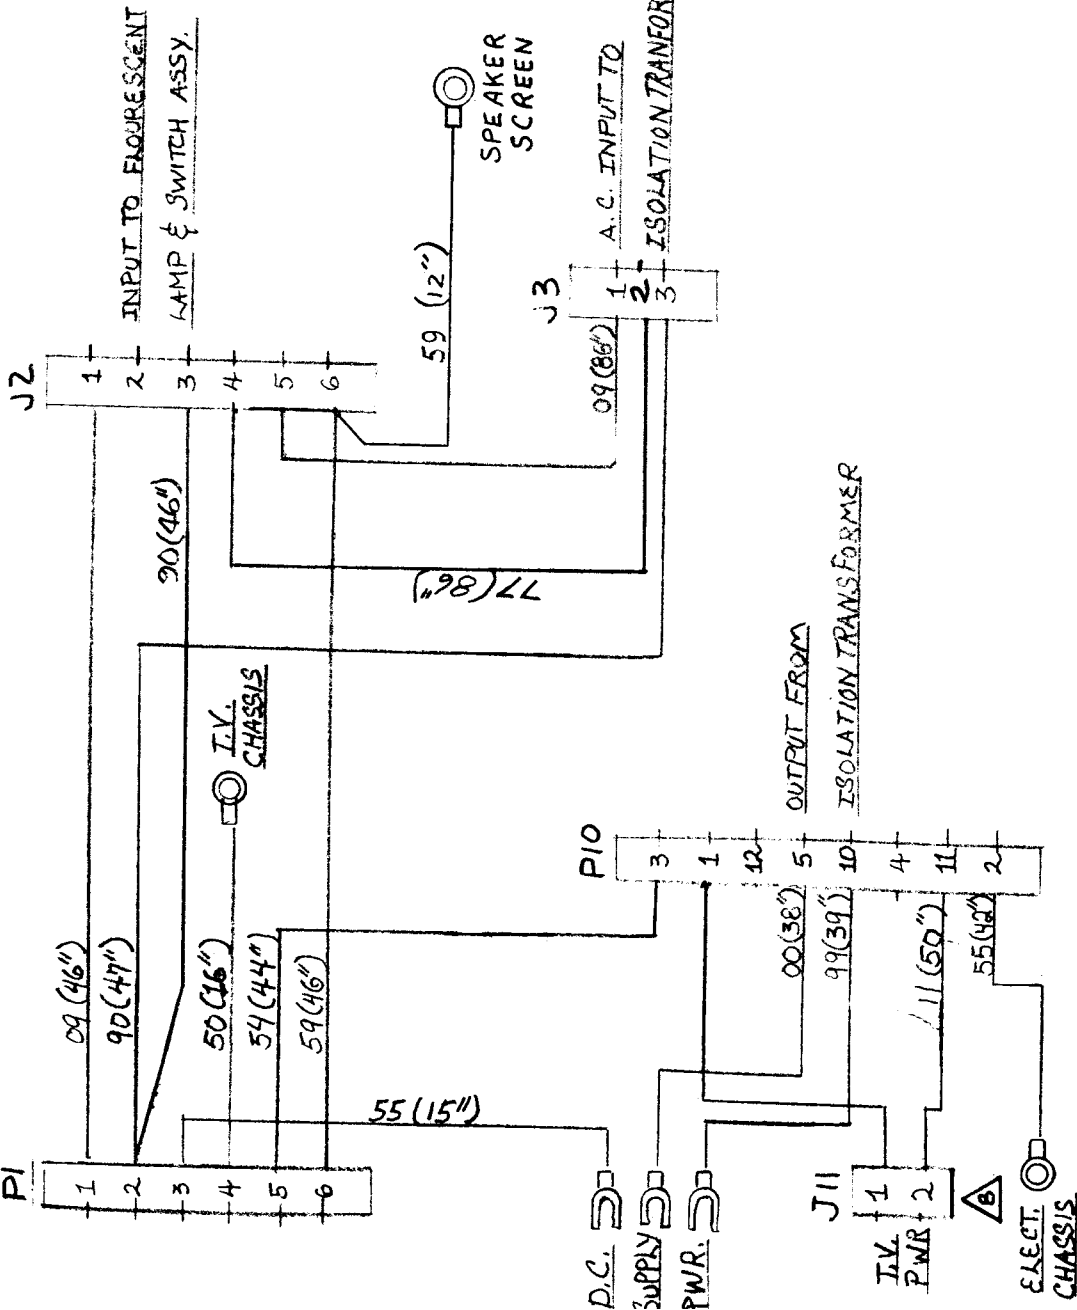 J2
1
2
3
4
5
6
INPUT TO FLOURESCENT
LAMP & SWITCH ASSY.
SPEAKER
SCREEN
59 (12")
J3
1
2
3
A.C. INPUT TO
ISOLATION TRANFOR
09(86")
90(46")
77(86")
T.V.
CHASSIS
P1
1
2
3
4
5
6
09 (46")
90(47")
50(16")
54(44")
59(46")
55 (15")
P10
3
1
12
5
10
4
11
2
OUTPUT FROM
ISOLATION TRANSFORMER
00(38")
99(39")
11(50")
55(42")
D.C.
SUPPLY
PWR.
J11
1
2
T.V.
PWR
B
ELECT.
CHASSIS